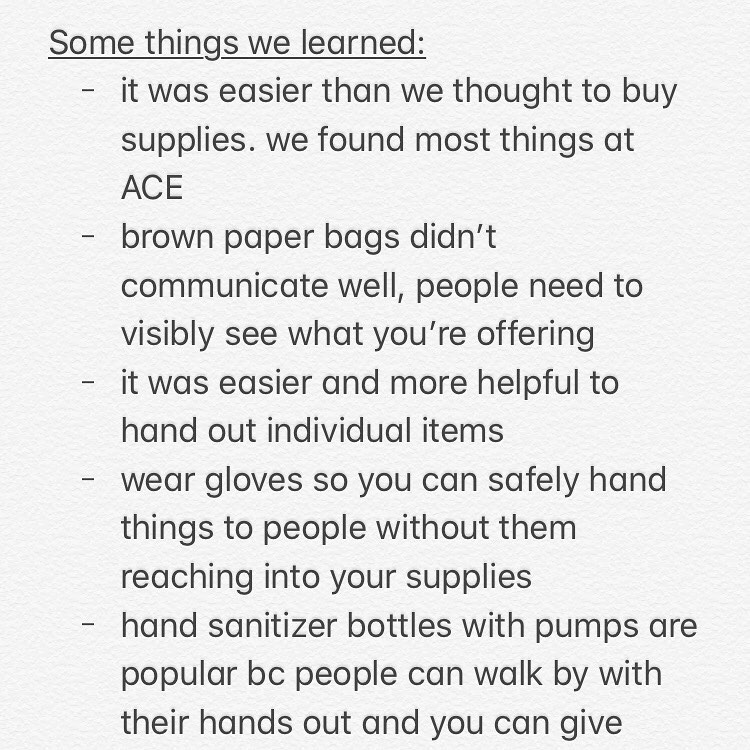 Some things we learned:
- it was easier than we thought to buy
supplies. we found most things at
ACE
- brown paper bags didn’t
communicate well, people need to
visibly see what you’re offering
- it was easier and more helpful to
hand out individual items
- wear gloves so you can safely hand
things to people without them
reaching into your supplies
- hand sanitizer bottles with pumps are
popular bc people can walk by with
their hands out and you can give